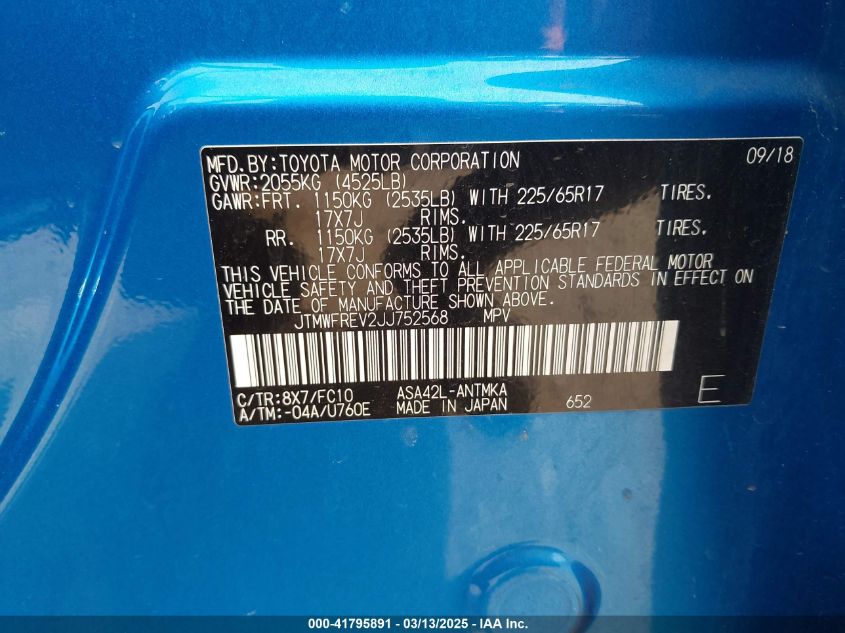 MFD. BY: TOYOTA MOTOR CORPORATION 09/18
GVWR: 2055KG (4525LB)
GAWR: FRT. 1150KG (2535LB) WITH 225/65R17 TIRES.
17X7J RIMS.
RR. 1150KG (2535LB) WITH 225/65R17 TIRES.
17X7J RIMS.
THIS VEHICLE CONFORMS TO ALL APPLICABLE FEDERAL MOTOR
VEHICLE SAFETY AND THEFT PREVENTION STANDARDS IN EFFECT ON
THE DATE OF MANUFACTURE SHOWN ABOVE.
JTMWFREV2JJ752568 MPV
C/TR: 8X7/FC10 ASA42L-ANTMKA E
A/TM: -04A/U760E MADE IN JAPAN 652
000-41795891 - 03/13/2025 - IAA Inc.